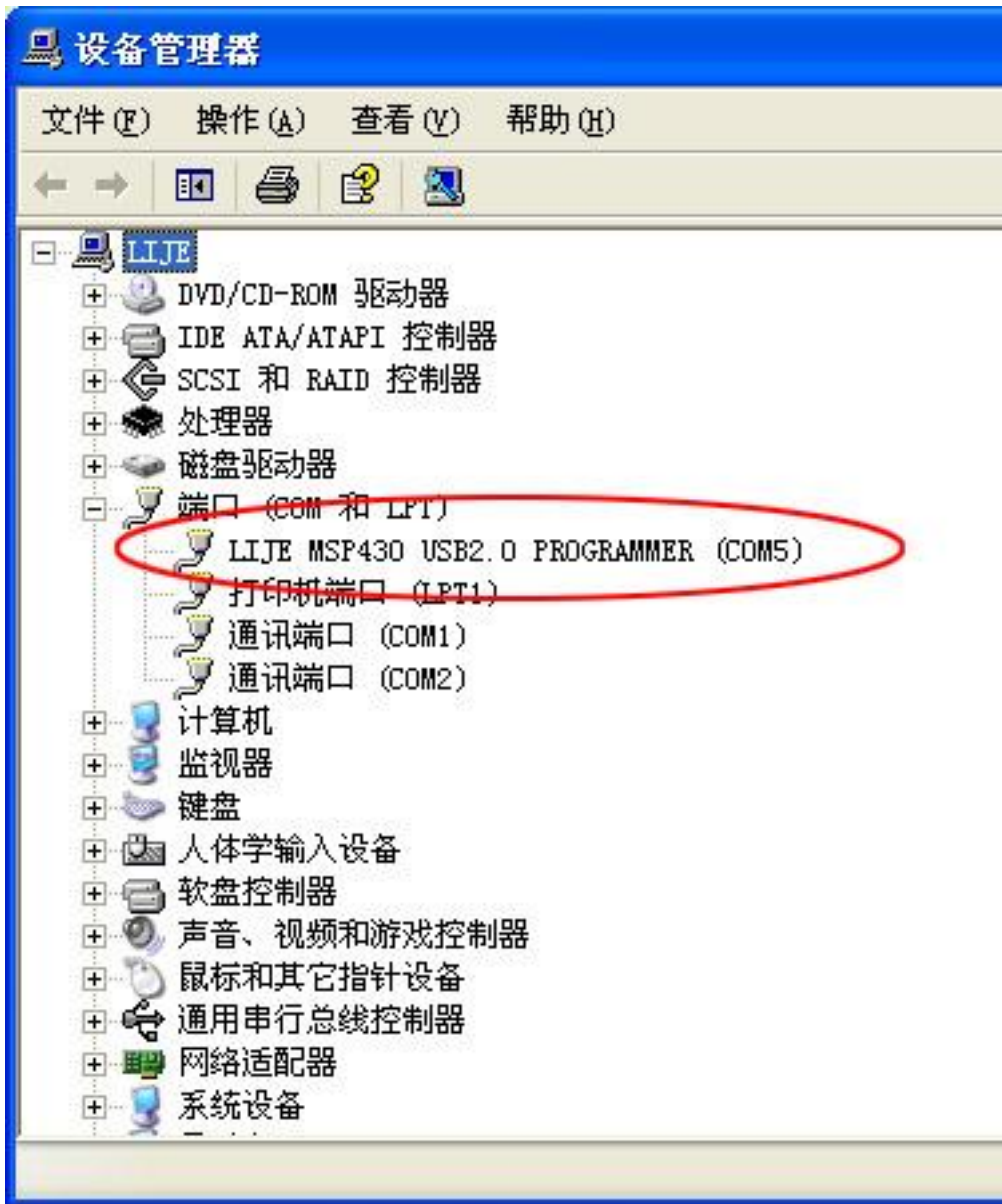 设备管理器
文件(F) 操作(A) 查看(V) 帮助(H)
LIJE
DVD/CD-ROM 驱动器
IDE ATA/ATAPI 控制器
SCSI 和 RAID 控制器
处理器
磁盘驱动器
端口 (COM 和 LPT)
LIJE MSP430 USB2.0 PROGRAMMER (COM5)
打印机端口 (LPT1)
通讯端口 (COM1)
通讯端口 (COM2)
计算机
监视器
键盘
人体学输入设备
软盘控制器
声音、视频和游戏控制器
鼠标和其它指针设备
通用串行总线控制器
网络适配器
系统设备